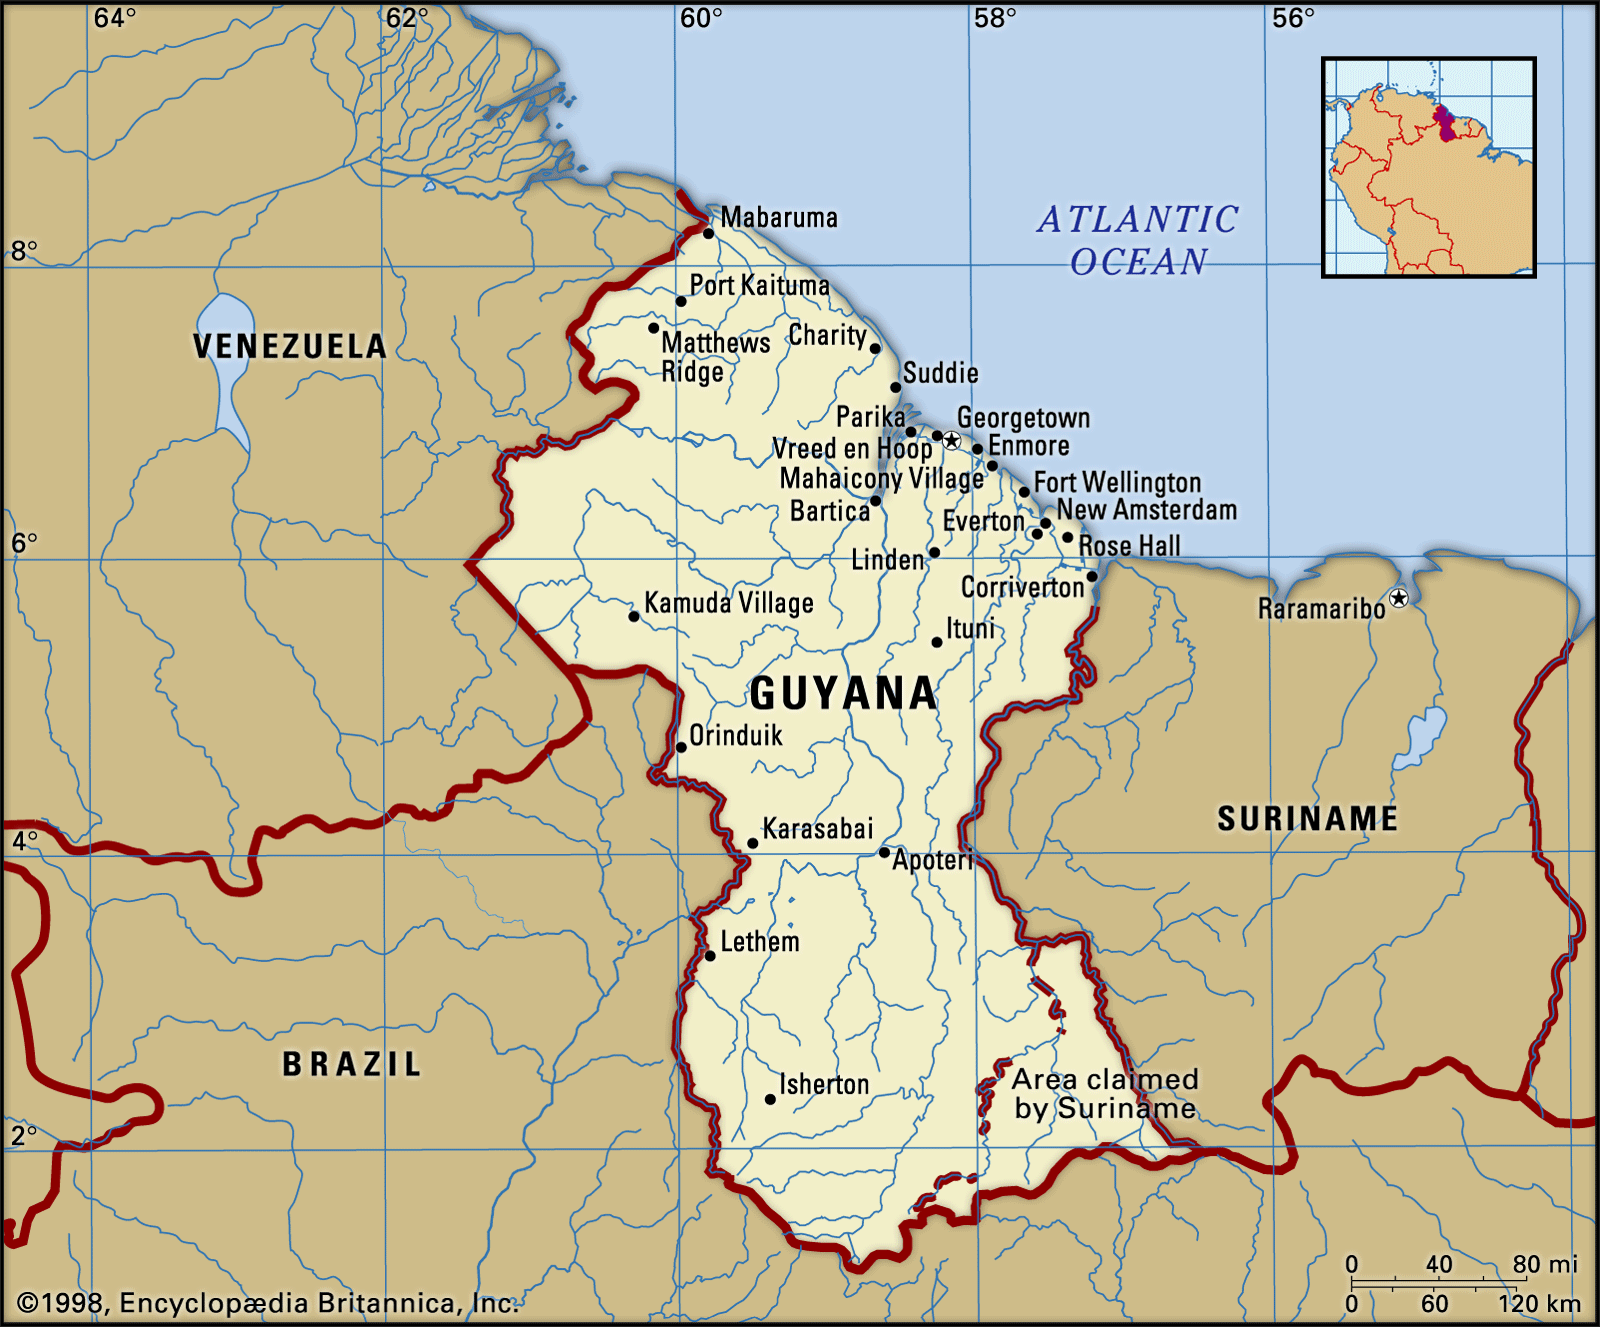 64°
62°
60°
58°
56°
ATLANTIC
OCEAN
Mabaruma
8°
Port Kaituma
VENEZUELA
Matthews
Ridge
Charity
Suddie
Parika
Georgetown
Vreed en Hoop
Enmore
Mahaicony Village
Fort Wellington
Bartica
New Amsterdam
Everton
6°
Linden
Rose Hall
Corriverton
Kamuda Village
Raramaribo
Ituni
GUYANA
Orinduik
SURINAME
Karasabai
4°
Apoteri
Lethem
BRAZIL
Isherton
Area claimed
by Suriname
2°
0 40 80 mi
0 60 120 km
©1998, Encyclopædia Britannica, Inc.